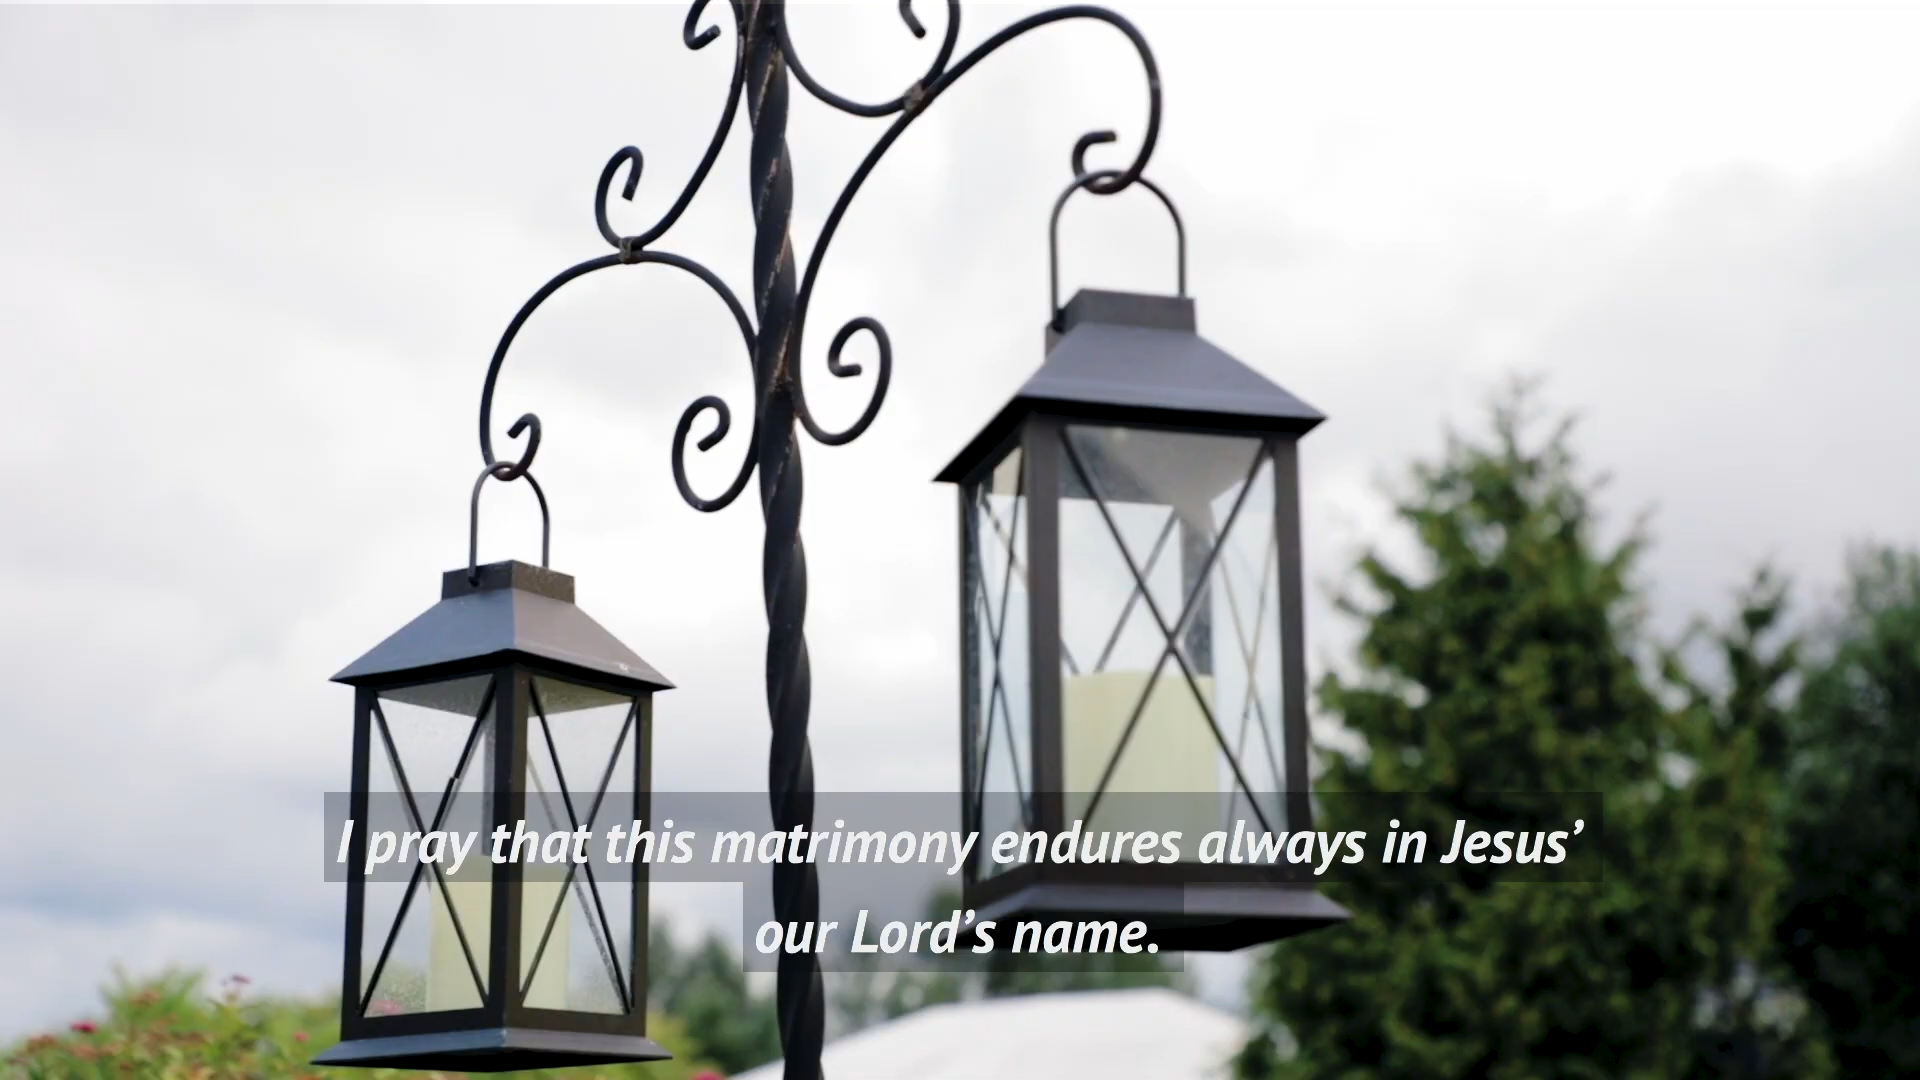 I pray that this matrimony endures always in Jesus’
our Lord’s name.